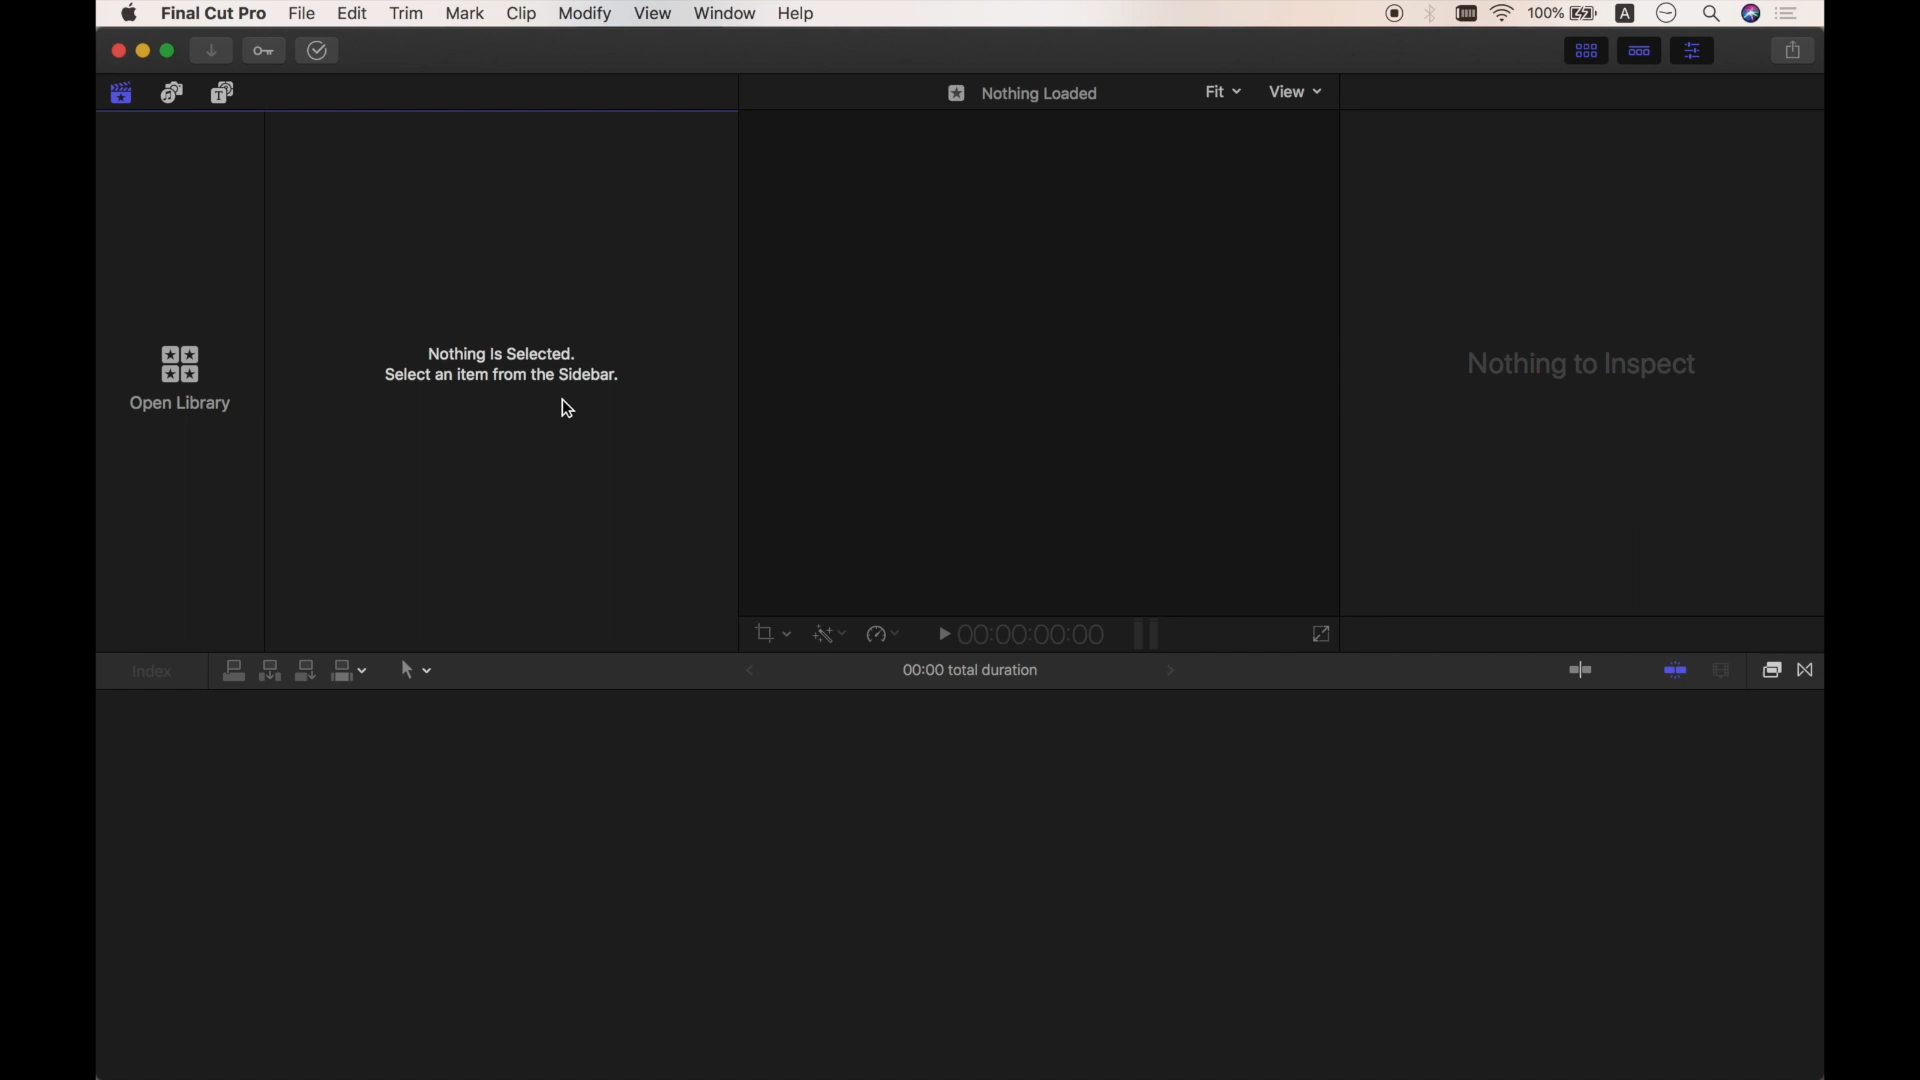 Final Cut Pro File Edit Trim Mark Clip Modify View Window Help 100% A
T
Nothing Loaded Fit View
Nothing Is Selected.
Select an item from the Sidebar.
Open Library
Nothing to Inspect
00:00:00:00
Index 00:00 total duration